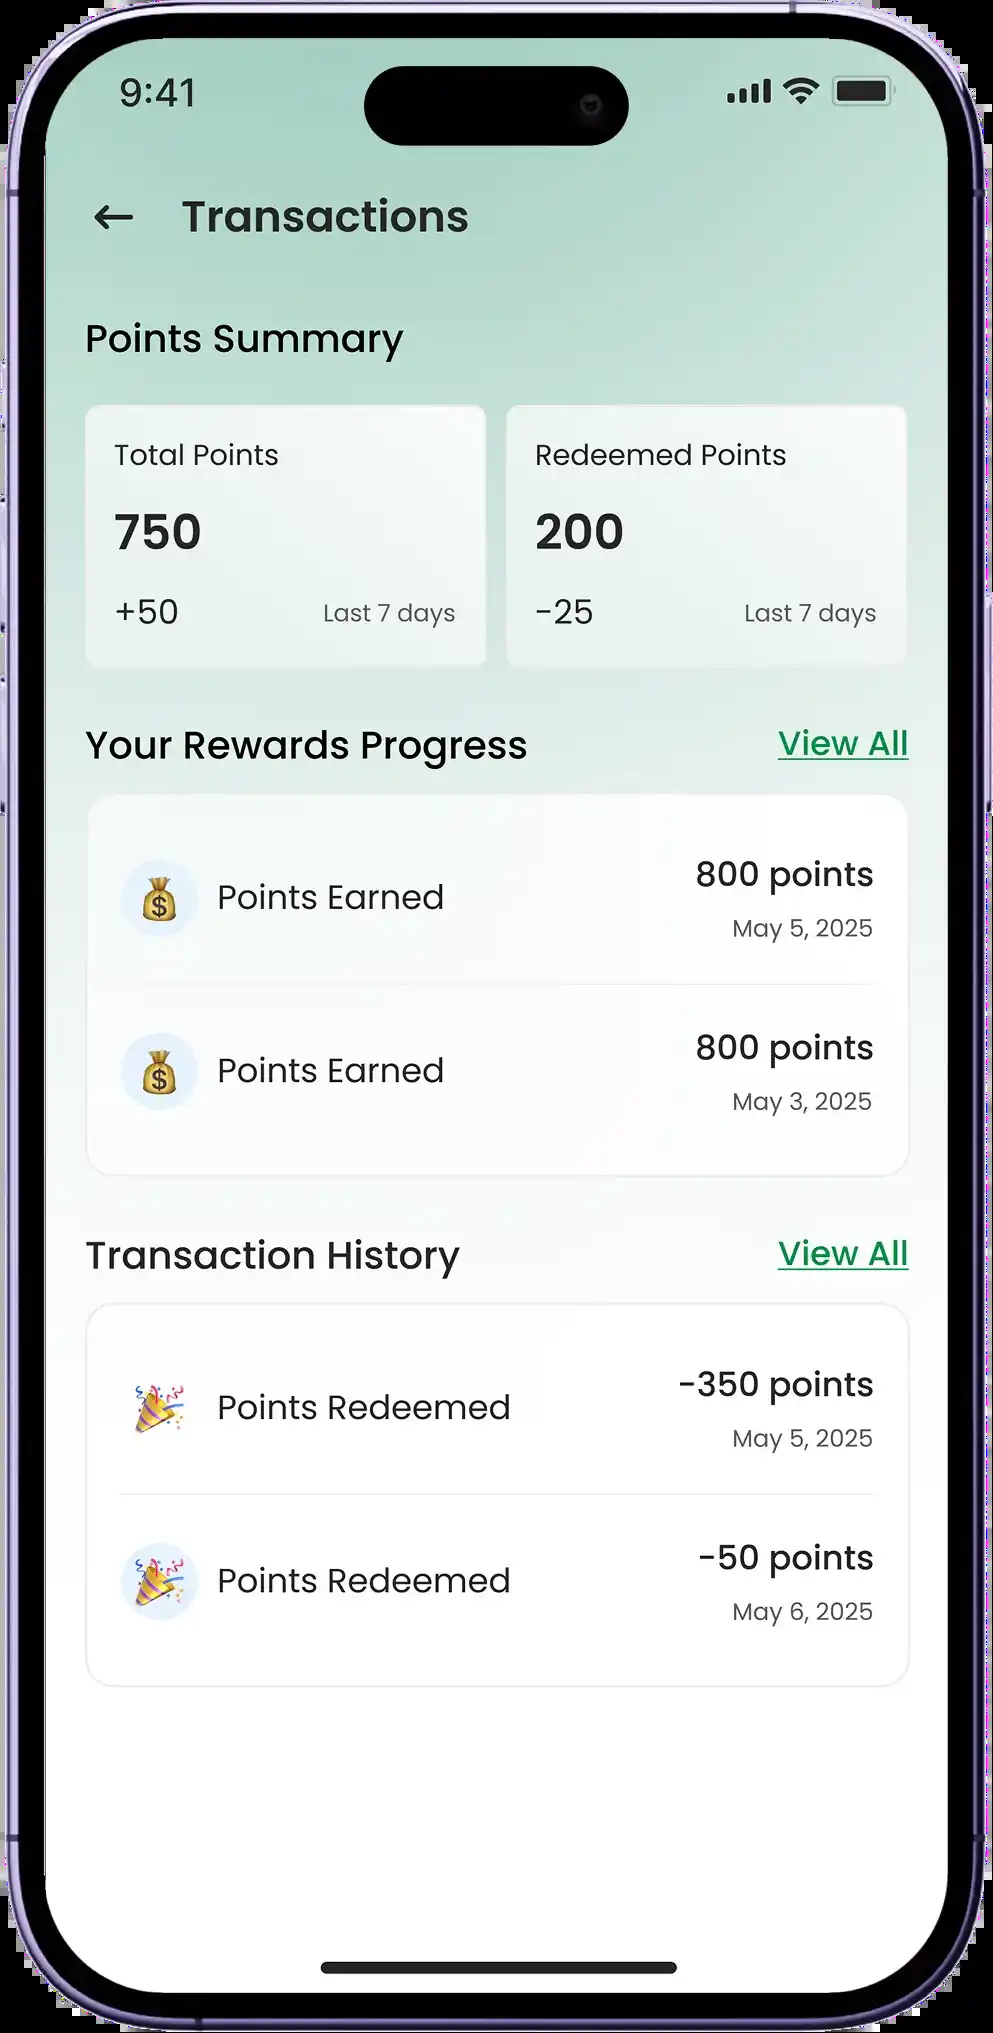 9:41
Transactions
Points Summary
Total Points
750
+50 Last 7 days
Redeemed Points
200
-25 Last 7 days
Your Rewards Progress View All
Points Earned
800 points
May 5, 2025
Points Earned
800 points
May 3, 2025
Transaction History View All
Points Redeemed
-350 points
May 5, 2025
Points Redeemed
-50 points
May 6, 2025